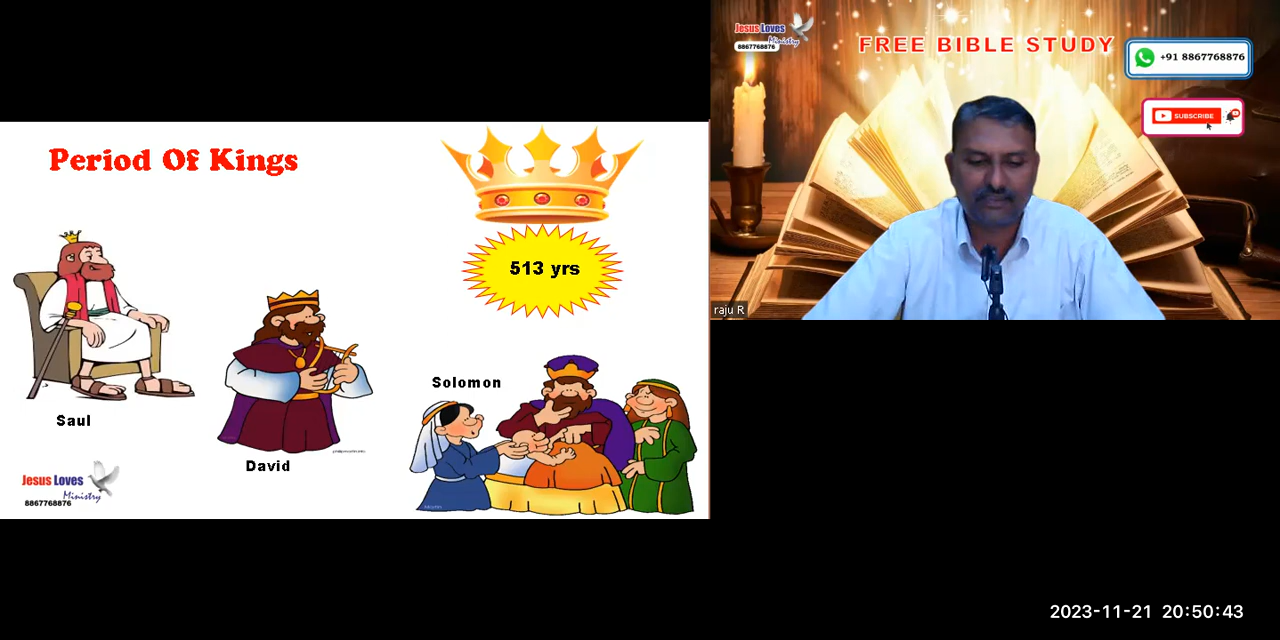 Period Of Kings
513 yrs
Solomon
Saul
David
Jesus Loves
Ministry
8867768876
Jesus Loves
Ministry
8867768876
FREE BIBLE STUDY
+91 8867768876
SUBSCRIBE
raju R
2023-11-21 20:50:43